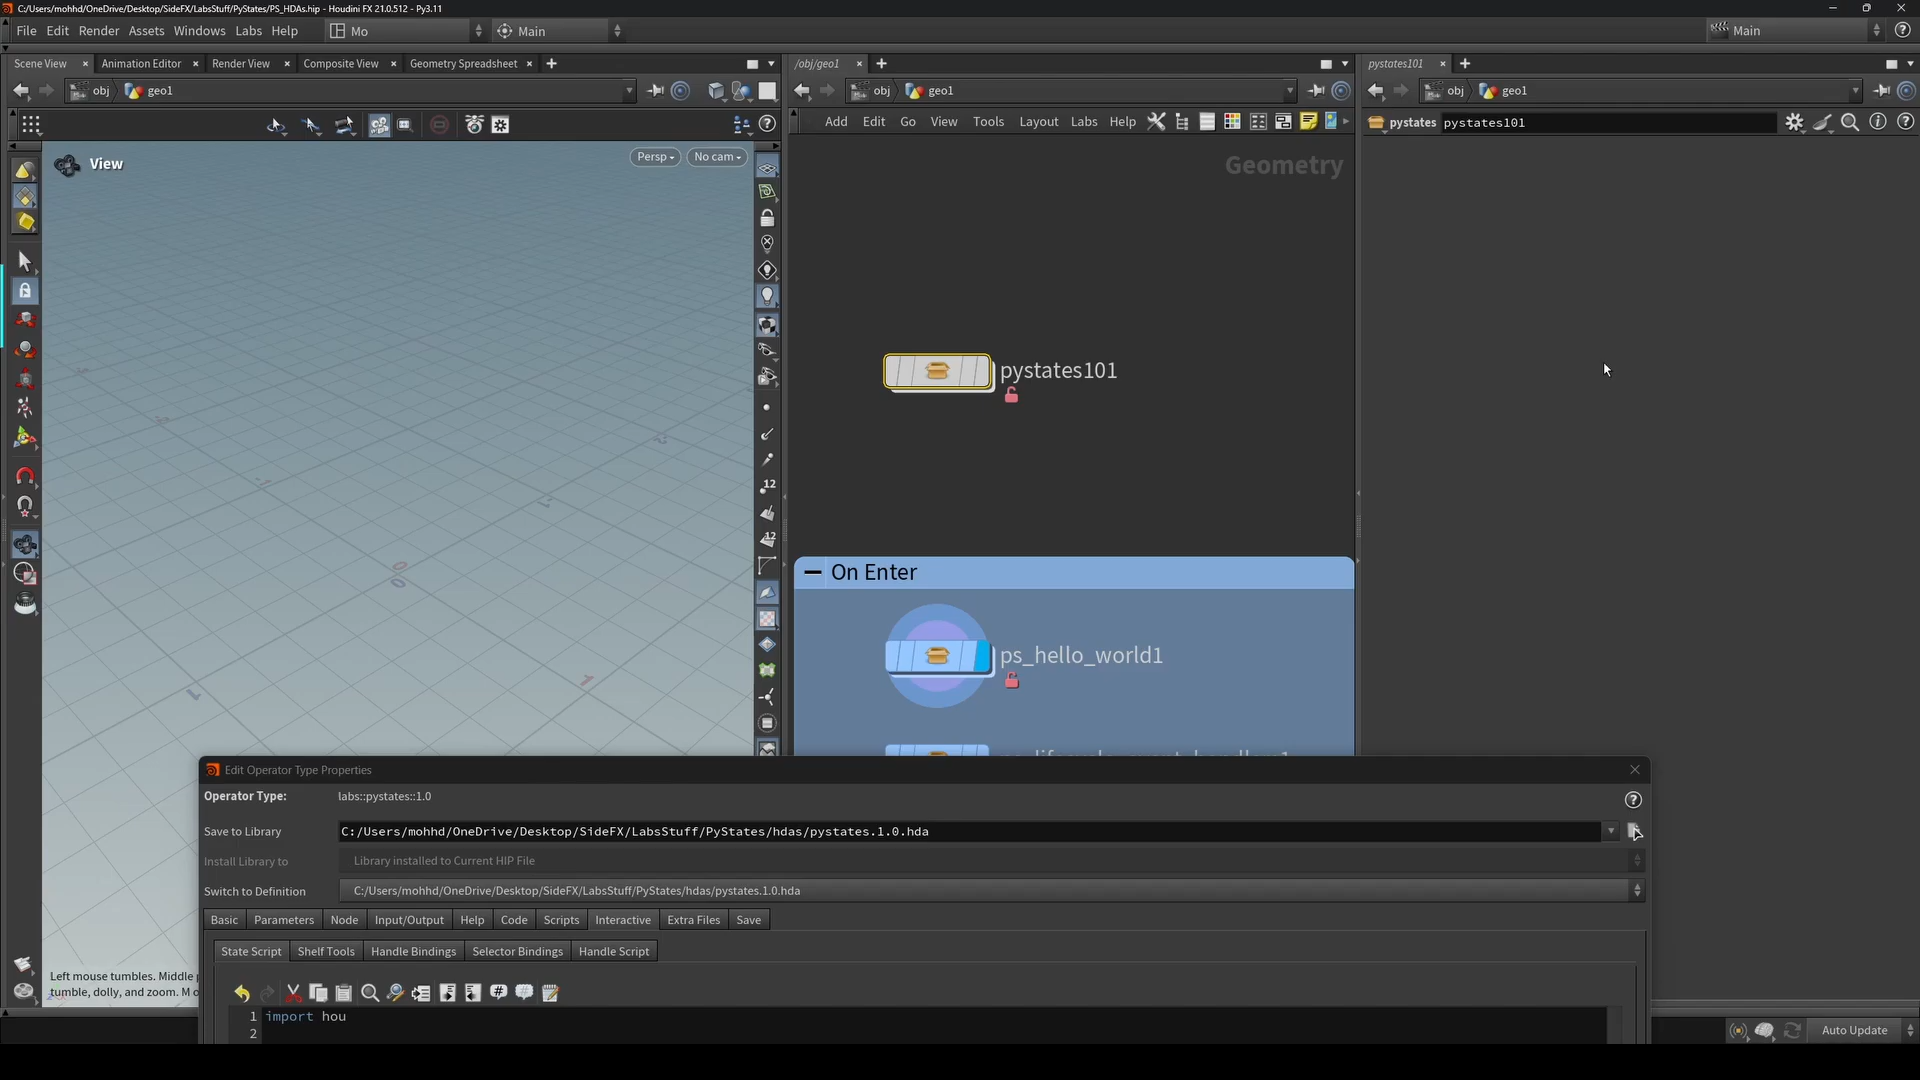 C:/Users/mohhd/OneDrive/Desktop/SideFX/LabsStuff/PyStates/PS_HDAs.hip - Houdini FX 21.0.512 - Py3.11
File Edit Render Assets Windows Labs Help Mo Main Main
Scene View Animation Editor Render View Composite View Geometry Spreadsheet
obj geo1
View
Persp
No cam
12
12
0
0
1
1
Left mouse tumbles. Middle
tumble, dolly, and zoom. M
/obj/geo1
obj geo1
Add Edit Go View Tools Layout Labs Help
Geometry
pystates101
On Enter
ps_hello_world1
pystates101
obj geo1
pystates pystates101
Edit Operator Type Properties
Operator Type: labs::pystates::1.0
Save to Library C:/Users/mohhd/OneDrive/Desktop/SideFX/LabsStuff/PyStates/hdas/pystates.1.0.hda
Install Library to Library installed to Current HIP File
Switch to Definition C:/Users/mohhd/OneDrive/Desktop/SideFX/LabsStuff/PyStates/hdas/pystates.1.0.hda
Basic Parameters Node Input/Output Help Code Scripts Interactive Extra Files Save
State Script Shelf Tools Handle Bindings Selector Bindings Handle Script
1 import hou
2
Auto Update